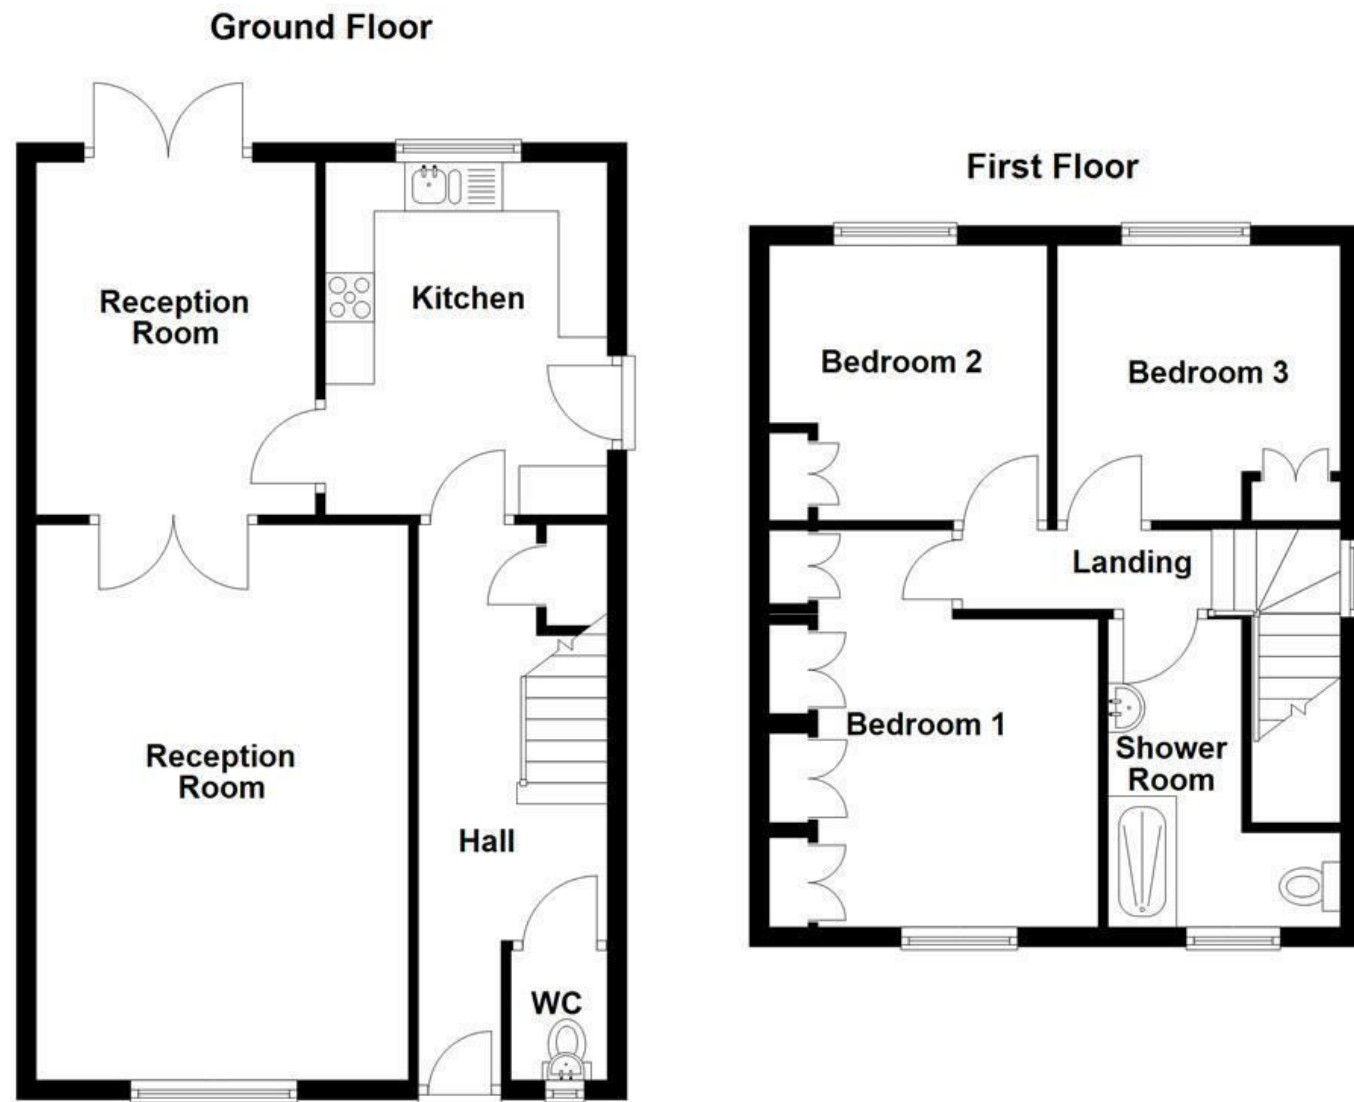 Ground Floor
Reception
Room
Kitchen
Reception
Room
Hall
WC
First Floor
Bedroom 2
Bedroom 3
Landing
Bedroom 1
Shower
Room